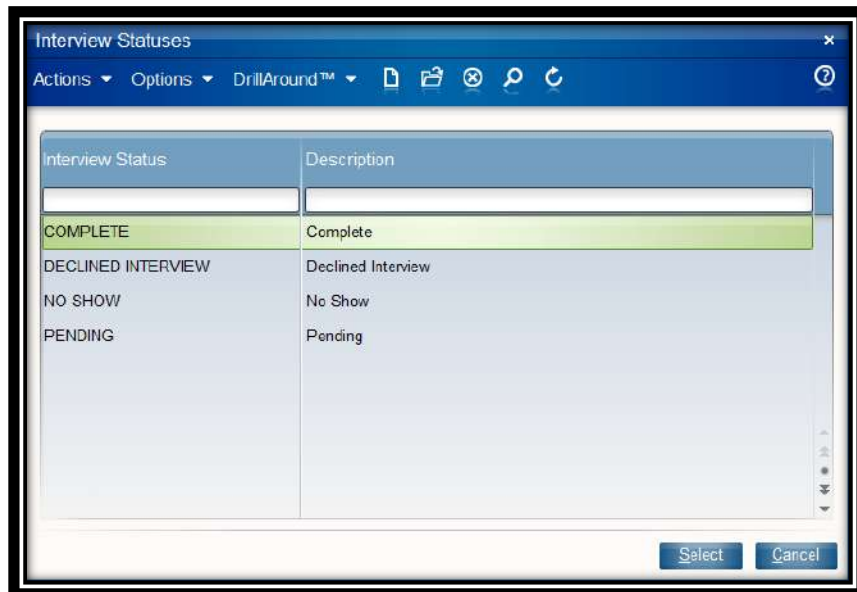 Interview Statuses
Actions Options DrillAround™
Interview Status Description
COMPLETE Complete
DECLINED INTERVIEW Declined Interview
NO SHOW No Show
PENDING Pending
Select Cancel